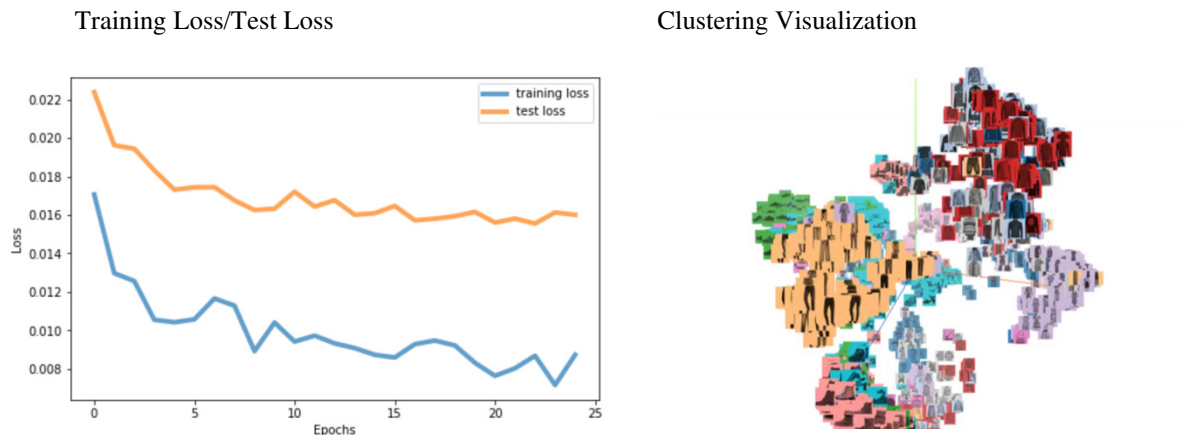 Training Loss/Test Loss
Clustering Visualization
training loss
test loss
0.022
0.020
0.018
0.016
0.014
0.012
0.010
0.008
Loss
0
5
10
15
20
25
Epochs